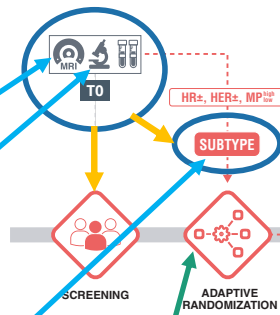 MRI
T0
HR±, HER±, MP high low
SUBTYPE
SCREENING
ADAPTIVE
RANDOMIZATION